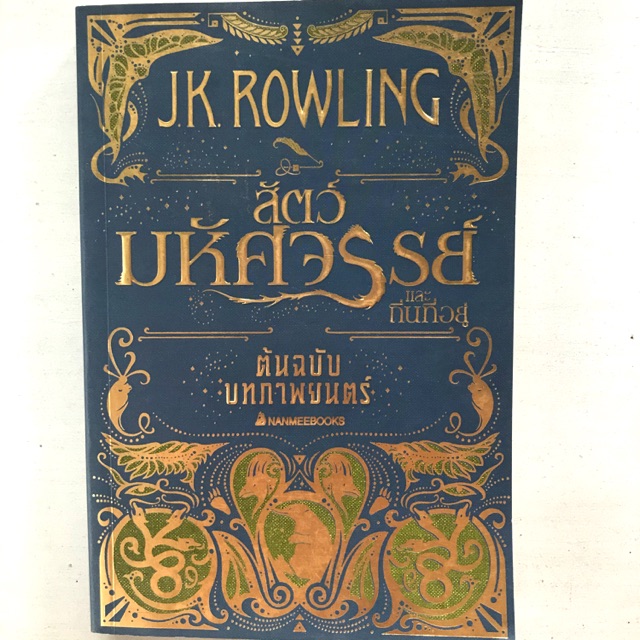 J.K. ROWLING
สัตว์
มหัศจรรย์
และ
ถิ่นที่อยู่
ต้นฉบับ
บทภาพยนตร์
NANMEEBOOKS